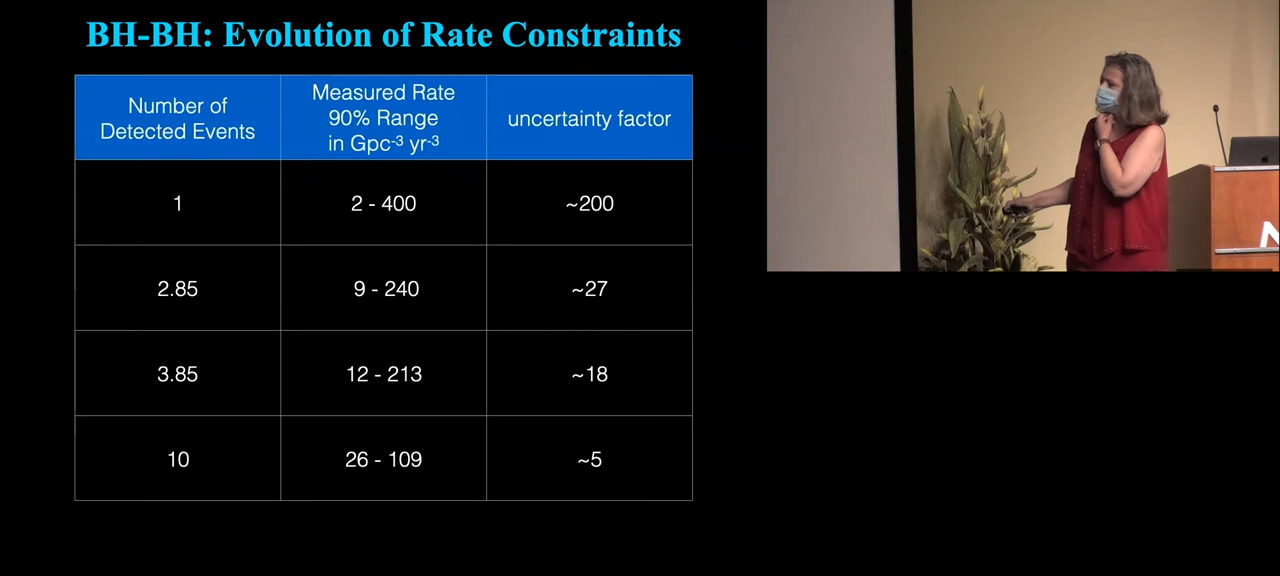 BH-BH: Evolution of Rate Constraints
Number of
Detected Events
Measured Rate
90% Range
in Gpc⁻³ yr⁻³
uncertainty factor
1
2 - 400
~200
2.85
9 - 240
~27
3.85
12 - 213
~18
10
26 - 109
~5